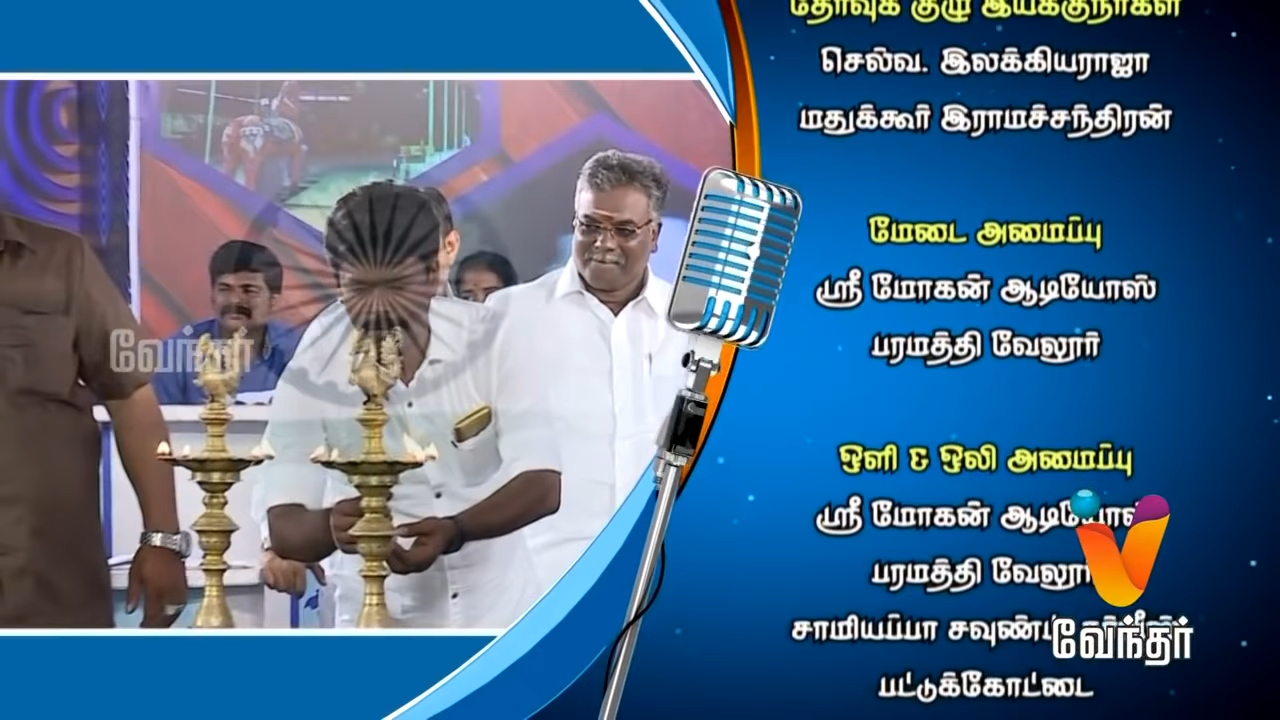 தேர்வுக் குழு இயக்குநர்கள்
செல்வ. இலக்கியராஜா
மதுக்கூர் இராமச்சந்திரன்
மேடை அமைப்பு
ஸ்ரீ மோகன் ஆடியோஸ்
பரமத்தி வேலூர்
ஒளி & ஒலி அமைப்பு
ஸ்ரீ மோகன் ஆடியோஸ்
பரமத்தி வேலூர்
சாமியப்பா
பட்டுக்கோட்டை
வேந்தர்
வேந்தர்